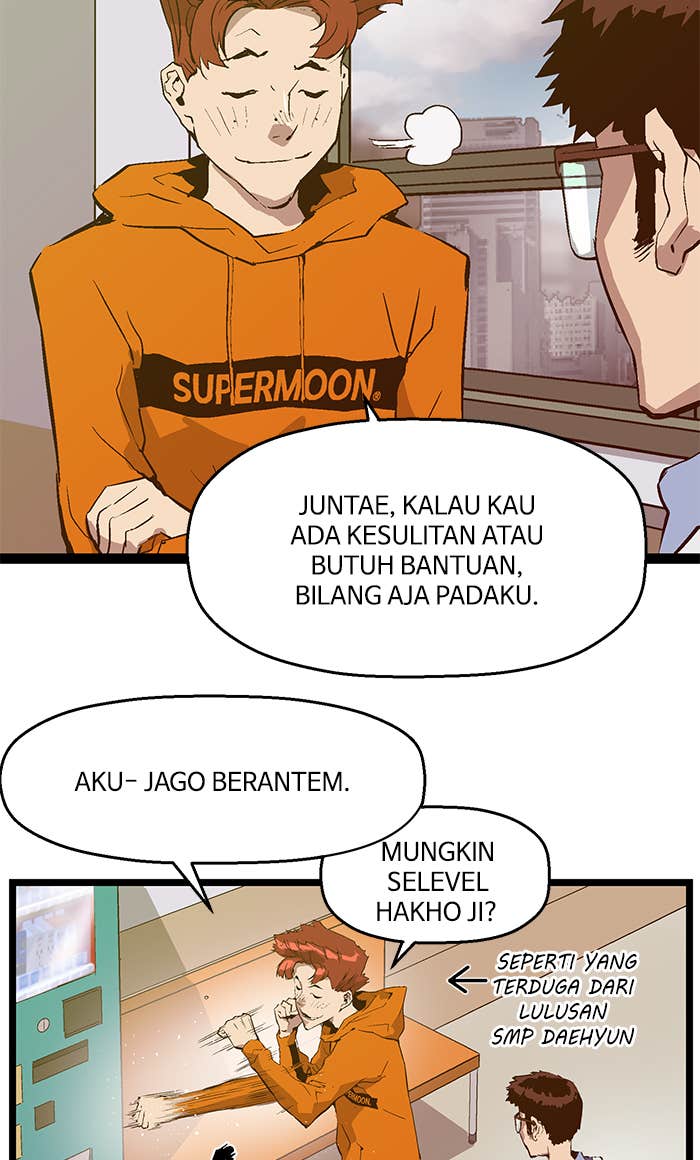 SUPERMOON®
JUNTAE, KALAU KAU
ADA KESULITAN ATAU
BUTUH BANTUAN,
BILANG AJA PADAKU.
AKU- JAGO BERANTEM.
MUNGKIN
SELEVEL
HAKHO JI?
SEPERTI YANG
TERDUGA DARI
LULUSAN
SMP DAEHYUN
SUPERMOON.